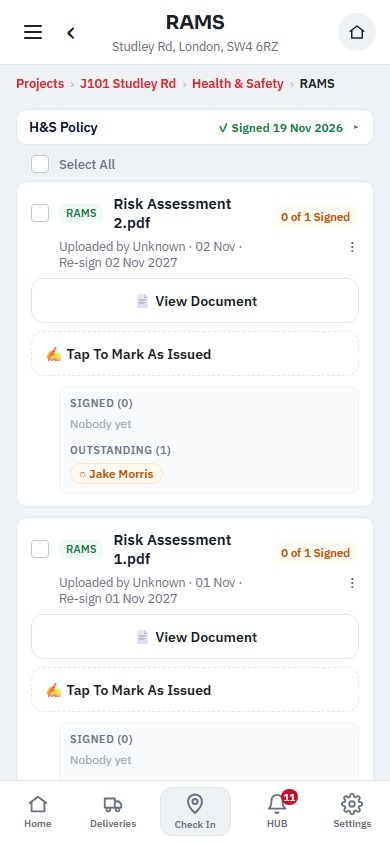 RAMS
Studley Rd, London, SW4 6RZ
Projects › J101 Studley Rd › Health & Safety › RAMS
H&S Policy ✓ Signed 19 Nov 2026 ▸
Select All
RAMS Risk Assessment 2.pdf 0 of 1 Signed
Uploaded by Unknown · 02 Nov ·
Re-sign 02 Nov 2027
View Document
✍️ Tap To Mark As Issued
SIGNED (0)
Nobody yet
OUTSTANDING (1)
○ Jake Morris
RAMS Risk Assessment 1.pdf 0 of 1 Signed
Uploaded by Unknown · 01 Nov ·
Re-sign 01 Nov 2027
View Document
✍️ Tap To Mark As Issued
SIGNED (0)
Nobody yet
11
Home Deliveries Check In HUB Settings